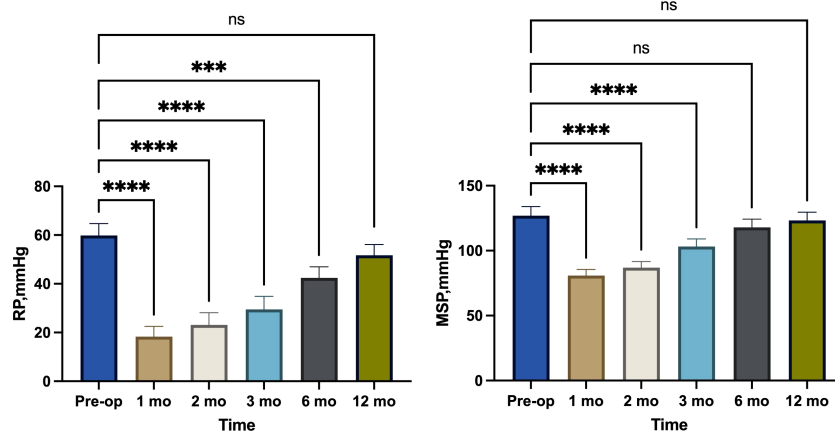 ns
***
****
****
****
80
60
40
20
0
RP,mmHg
Pre-op 1 mo 2 mo 3 mo 6 mo 12 mo
Time
ns
ns
****
****
****
150
100
50
0
MSP,mmHg
Pre-op 1 mo 2 mo 3 mo 6 mo 12 mo
Time